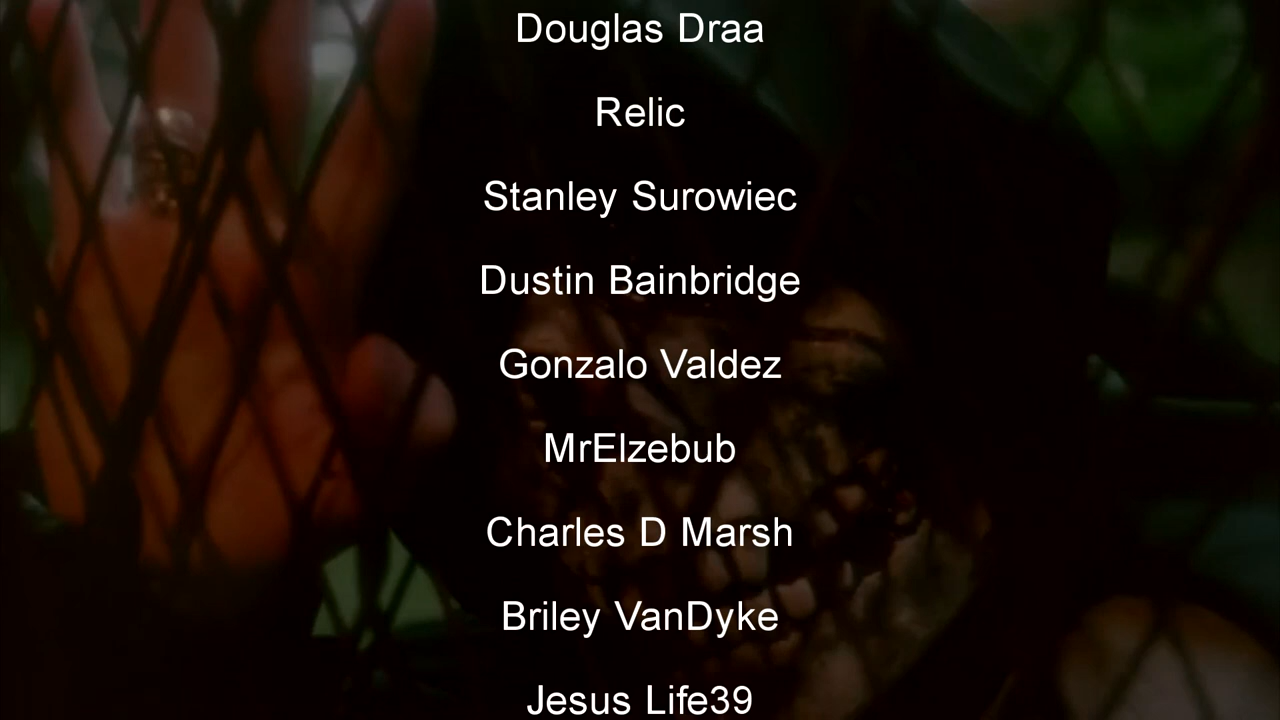 Douglas Draa
Relic
Stanley Surowiec
Dustin Bainbridge
Gonzalo Valdez
MrElzebub
Charles D Marsh
Briley VanDyke
Jesus Life39